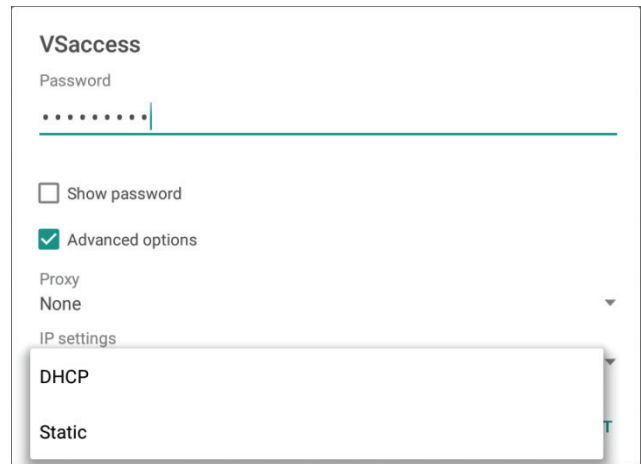 VSaccess
Password
•••••••••
Show password
Advanced options
Proxy
None
IP settings
DHCP
Static
T